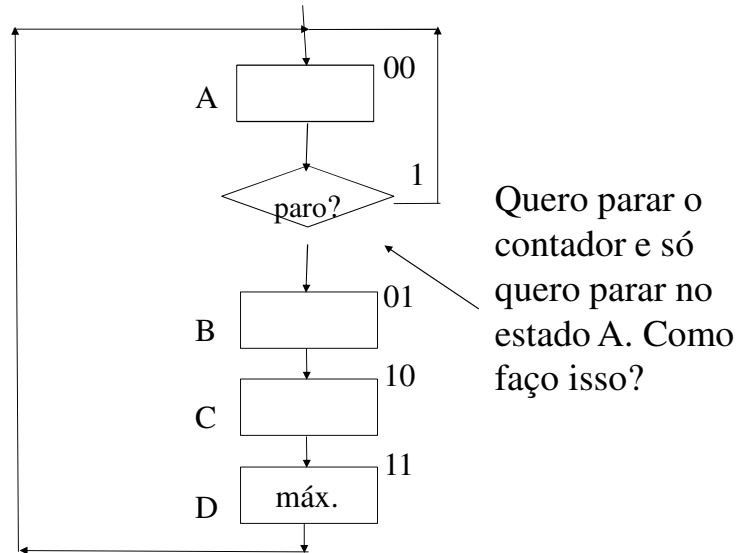 00
A
1
paro?
Quero parar o
contador e só
quero parar no
estado A. Como
faço isso?
01
B
10
C
11
máx.
D